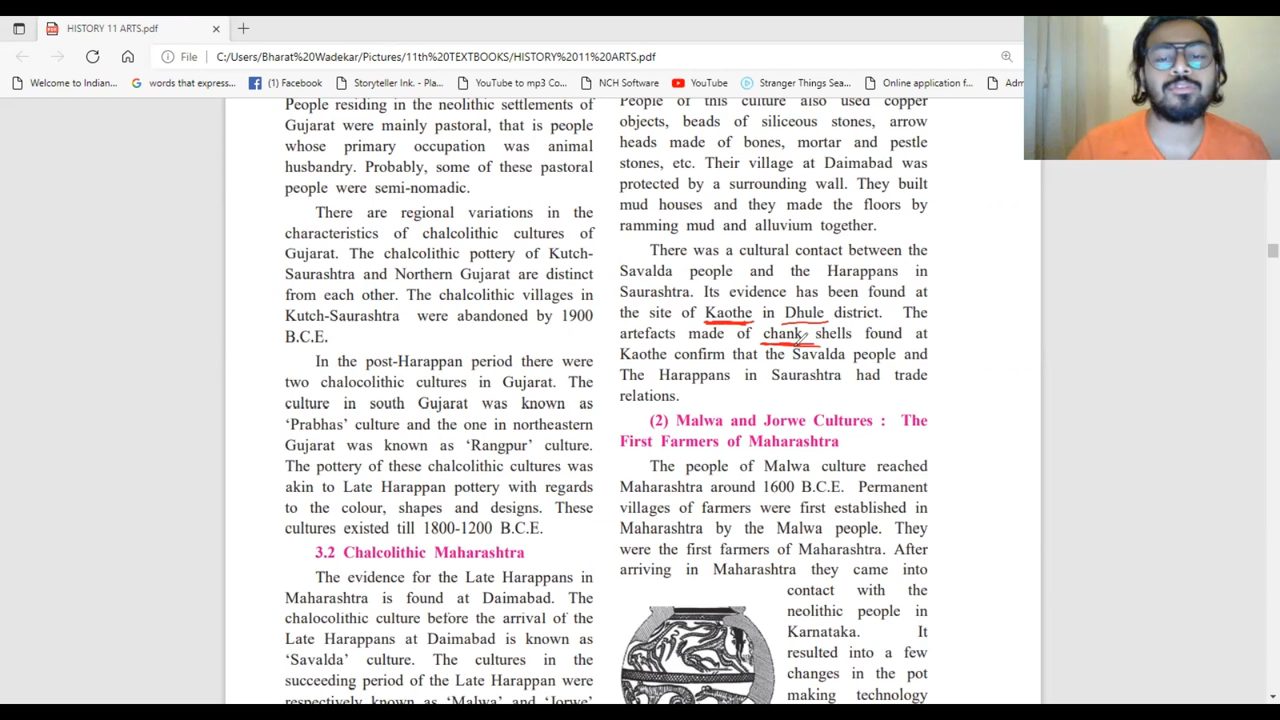 HISTORY 11 ARTS.pdf
File C:/Users/Bharat%20Wadekar/Pictures/11th%20TEXTBOOKS/HISTORY%2011%20ARTS.pdf
Welcome to Indian... words that express... (1) Facebook Storyteller Ink. - Pla... YouTube to mp3 Co... NCH Software YouTube Stranger Things Sea... Online application f... Adm
People residing in the neolithic settlements of
Gujarat were mainly pastoral, that is people
whose primary occupation was animal
husbandry. Probably, some of these pastoral
people were semi-nomadic.
There are regional variations in the
characteristics of chalcolithic cultures of
Gujarat. The chalcolithic pottery of Kutch-
Saurashtra and Northern Gujarat are distinct
from each other. The chalcolithic villages in
Kutch-Saurashtra were abandoned by 1900
B.C.E.
In the post-Harappan period there were
two chalocolithic cultures in Gujarat. The
culture in south Gujarat was known as
‘Prabhas’ culture and the one in northeastern
Gujarat was known as ‘Rangpur’ culture.
The pottery of these chalcolithic cultures was
akin to Late Harappan pottery with regards
to the colour, shapes and designs. These
cultures existed till 1800-1200 B.C.E.
3.2 Chalcolithic Maharashtra
The evidence for the Late Harappans in
Maharashtra is found at Daimabad. The
chalocolithic culture before the arrival of the
Late Harappans at Daimabad is known as
‘Savalda’ culture. The cultures in the
succeeding period of the Late Harappan were
respectively known as ‘Malwa’ and ‘Jorwe’
People of this culture also used copper
objects, beads of siliceous stones, arrow
heads made of bones, mortar and pestle
stones, etc. Their village at Daimabad was
protected by a surrounding wall. They built
mud houses and they made the floors by
ramming mud and alluvium together.
There was a cultural contact between the
Savalda people and the Harappans in
Saurashtra. Its evidence has been found at
the site of Kaothe in Dhule district. The
artefacts made of chank shells found at
Kaothe confirm that the Savalda people and
The Harappans in Saurashtra had trade
relations.
(2) Malwa and Jorwe Cultures : The
First Farmers of Maharashtra
The people of Malwa culture reached
Maharashtra around 1600 B.C.E. Permanent
villages of farmers were first established in
Maharashtra by the Malwa people. They
were the first farmers of Maharashtra. After
arriving in Maharashtra they came into
contact with the
neolithic people in
Karnataka. It
resulted into a few
changes in the pot
making technology